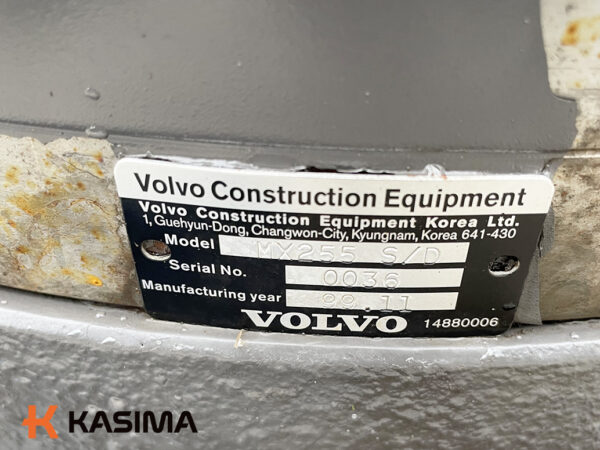 Volvo Construction Equipment
Volvo Construction Equipment Korea Ltd.
1, Guehyun-Dong, Changwon-City, Kyungnam, Korea 641-430
Model MX255 S/D
Serial No. 0036
Manufacturing year 99.11
VOLVO 14880006
KASIMA